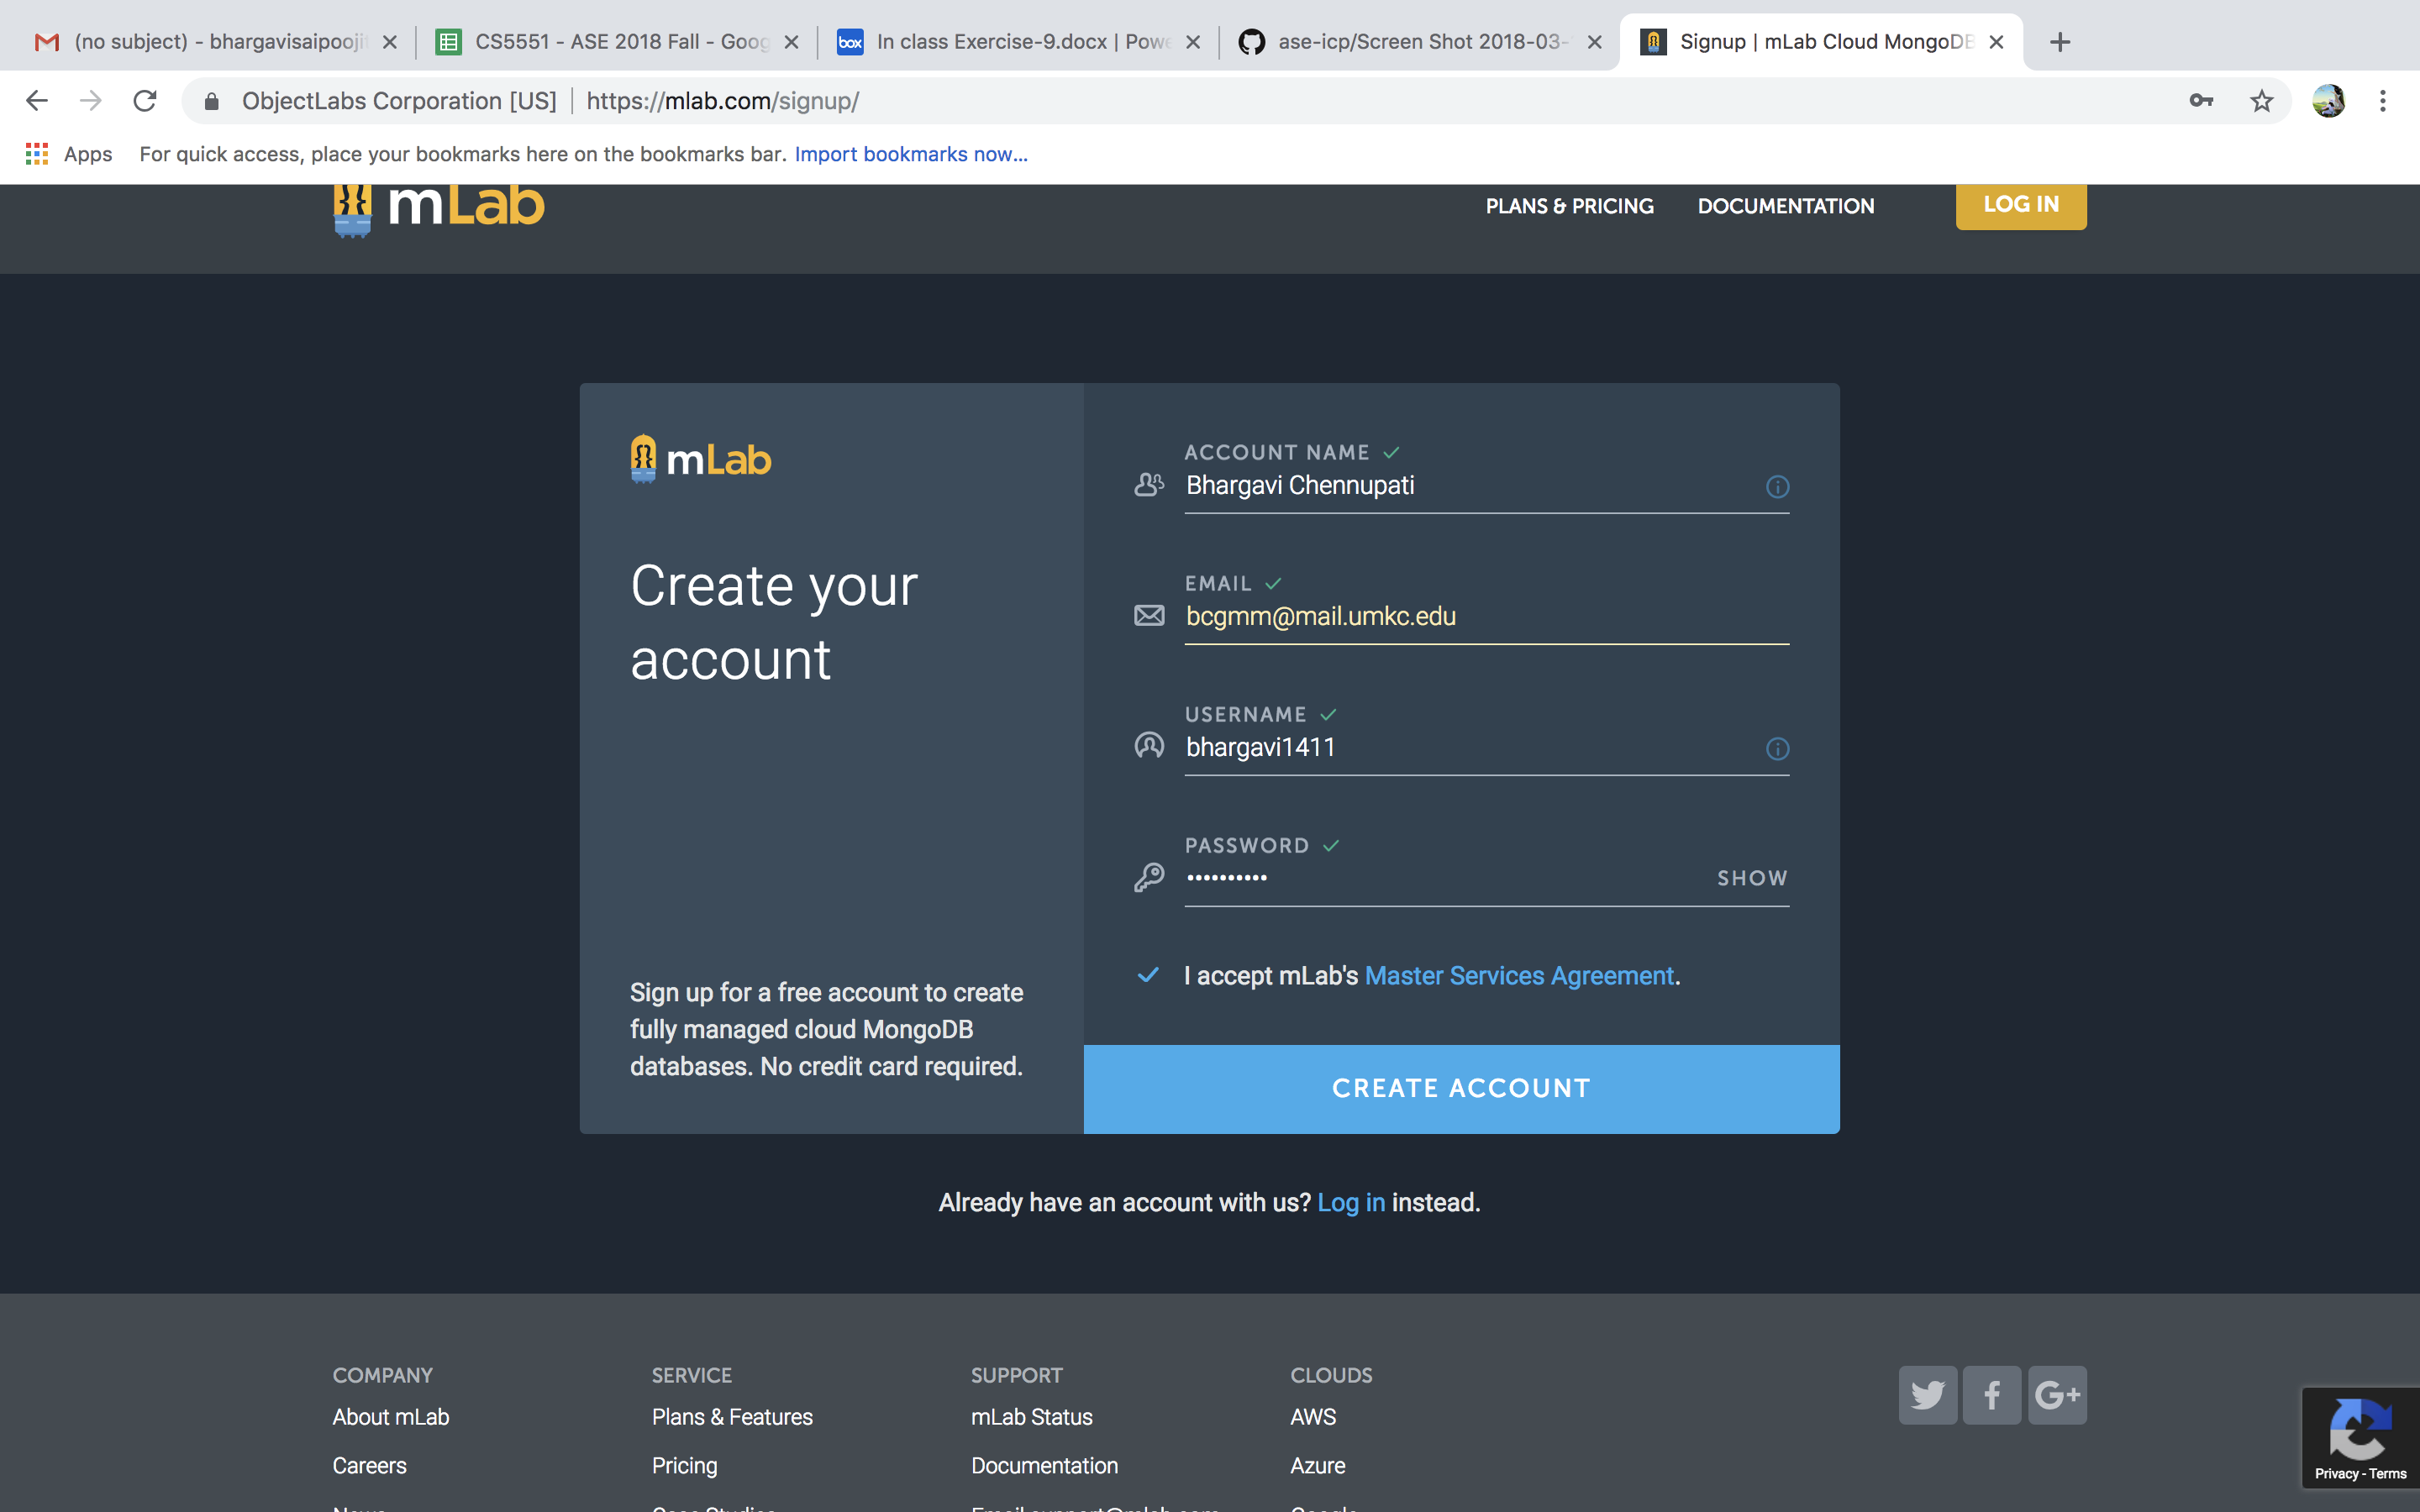 (no subject) - bhargavisaipooji
CS5551 - ASE 2018 Fall - Goog
box
In class Exercise-9.docx | Powe
ase-icp/Screen Shot 2018-03-
Signup | mLab Cloud MongoDB
ObjectLabs Corporation [US] | https://mlab.com/signup/
Apps
For quick access, place your bookmarks here on the bookmarks bar. Import bookmarks now...
mLab
PLANS & PRICING
DOCUMENTATION
LOG IN
mLab
Create your
account
Sign up for a free account to create
fully managed cloud MongoDB
databases. No credit card required.
ACCOUNT NAME
Bhargavi Chennupati
EMAIL
bcgmm@mail.umkc.edu
USERNAME
bhargavi1411
PASSWORD
••••••••••
SHOW
I accept mLab's Master Services Agreement.
CREATE ACCOUNT
Already have an account with us? Log in instead.
COMPANY
About mLab
Careers
SERVICE
Plans & Features
Pricing
SUPPORT
mLab Status
Documentation
CLOUDS
AWS
Azure
G+
Privacy - Terms